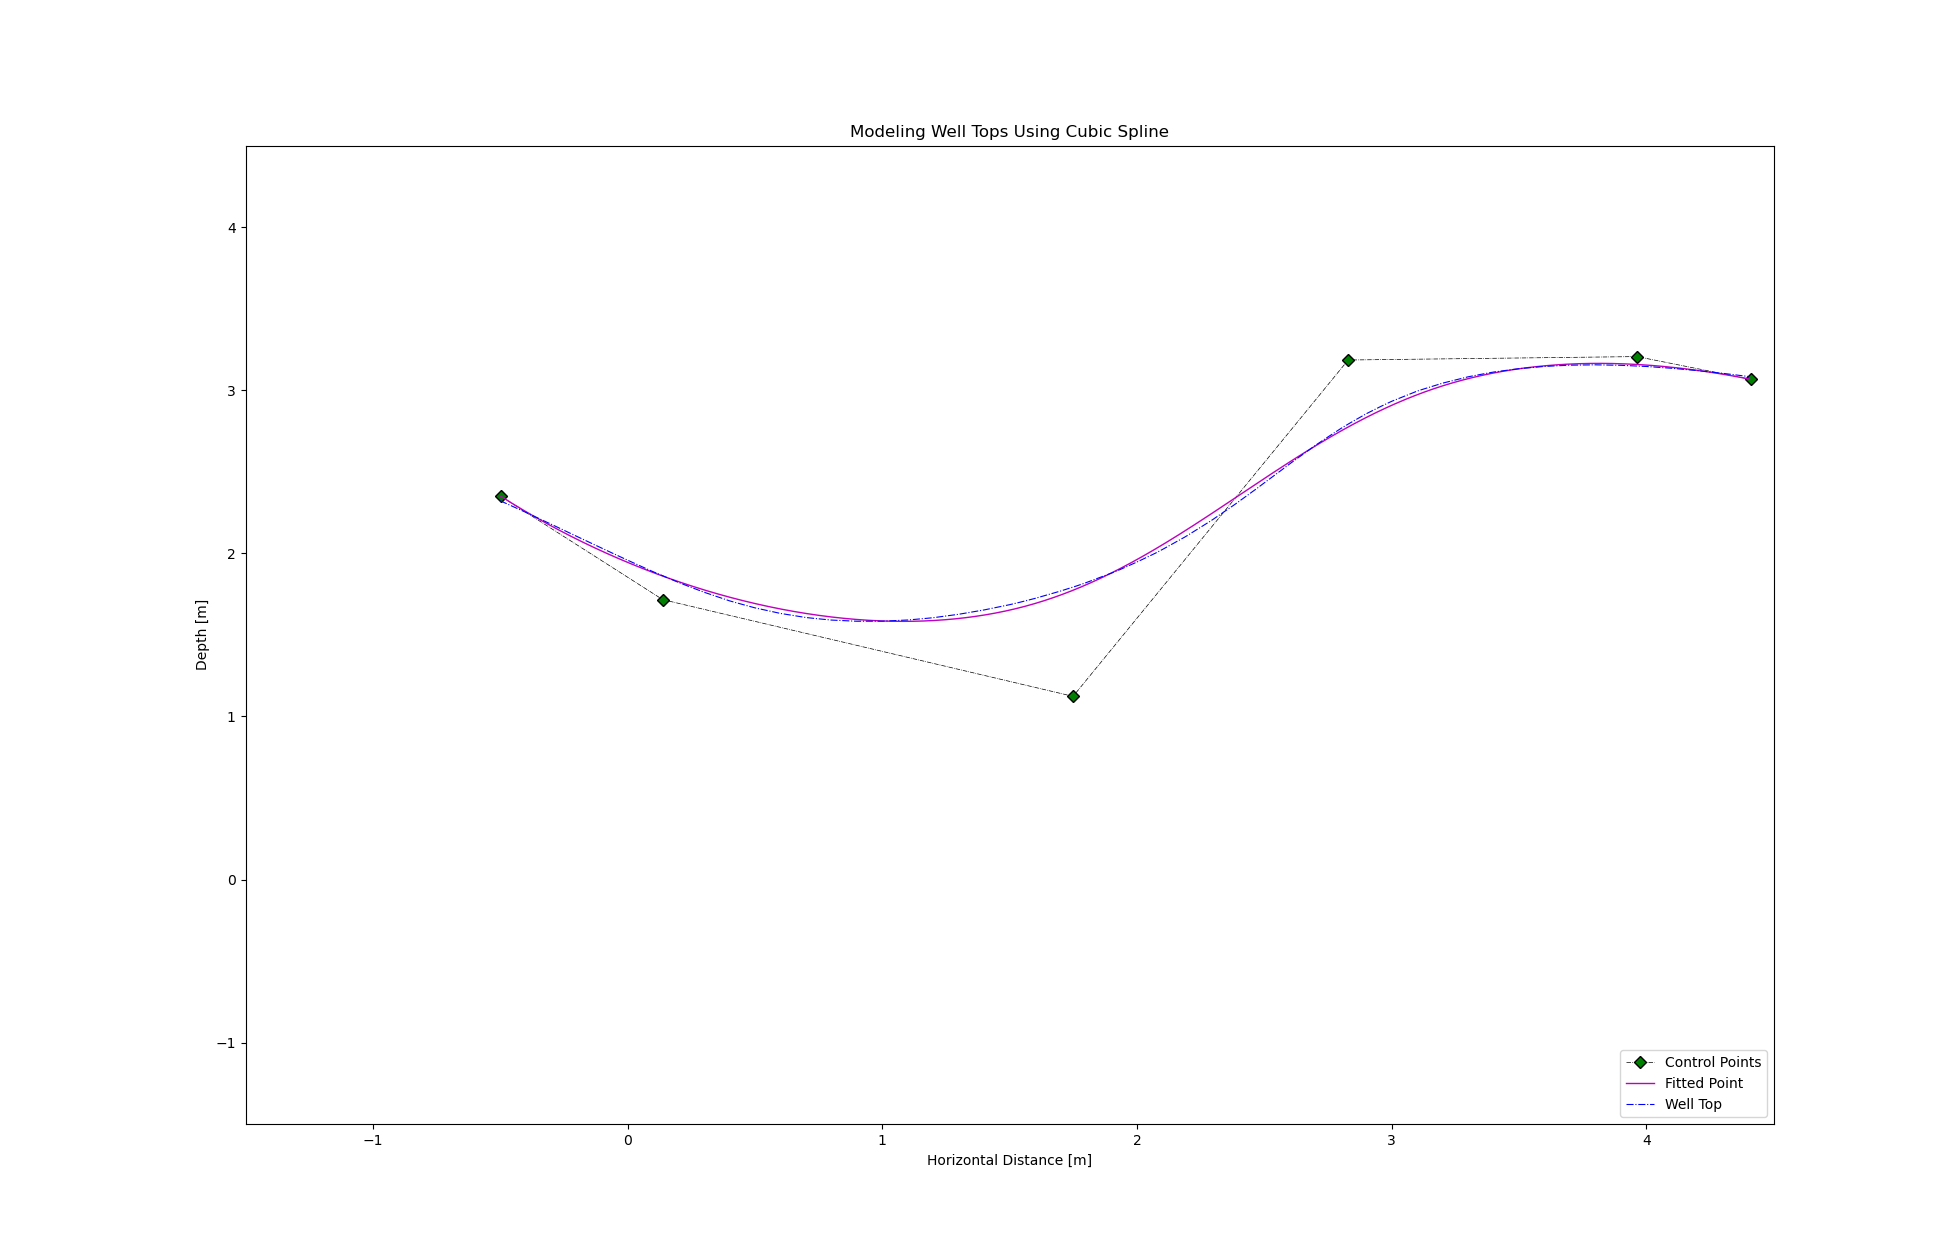 Modeling Well Tops Using Cubic Spline
4
3
2
1
0
−1
Depth [m]
−1 0 1 2 3 4
Horizontal Distance [m]
Control Points
Fitted Point
Well Top